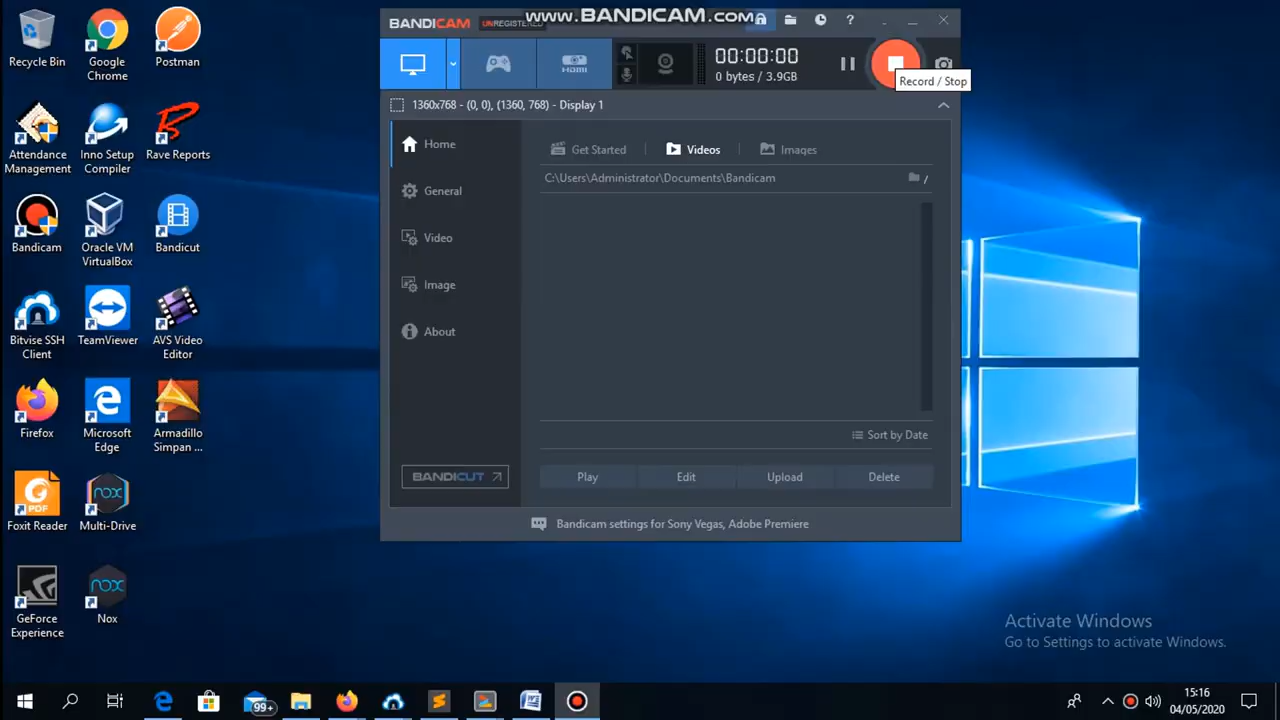 www.BANDICAM.com
BANDICAM UNREGISTERED
00:00:00
0 bytes / 3.9GB
Record / Stop
1360x768 - (0, 0), (1360, 768) - Display 1
Home
General
Video
Image
About
BANDICUT
Get Started
Videos
Images
C:\Users\Administrator\Documents\Bandicam
/
Sort by Date
Play
Edit
Upload
Delete
Bandicam settings for Sony Vegas, Adobe Premiere
HDMI
?
Recycle Bin
Google
Chrome
Postman
Attendance
Management
Inno Setup
Compiler
Rave Reports
Bandicam
Oracle VM
VirtualBox
Bandicut
Bitvise SSH
Client
TeamViewer
AVS Video
Editor
Firefox
Microsoft
Edge
Armadillo
Simpan ...
PDF
Foxit Reader
nox
Multi-Drive
GeForce
Experience
nox
Nox
Activate Windows
Go to Settings to activate Windows.
99+
15:16
04/05/2020